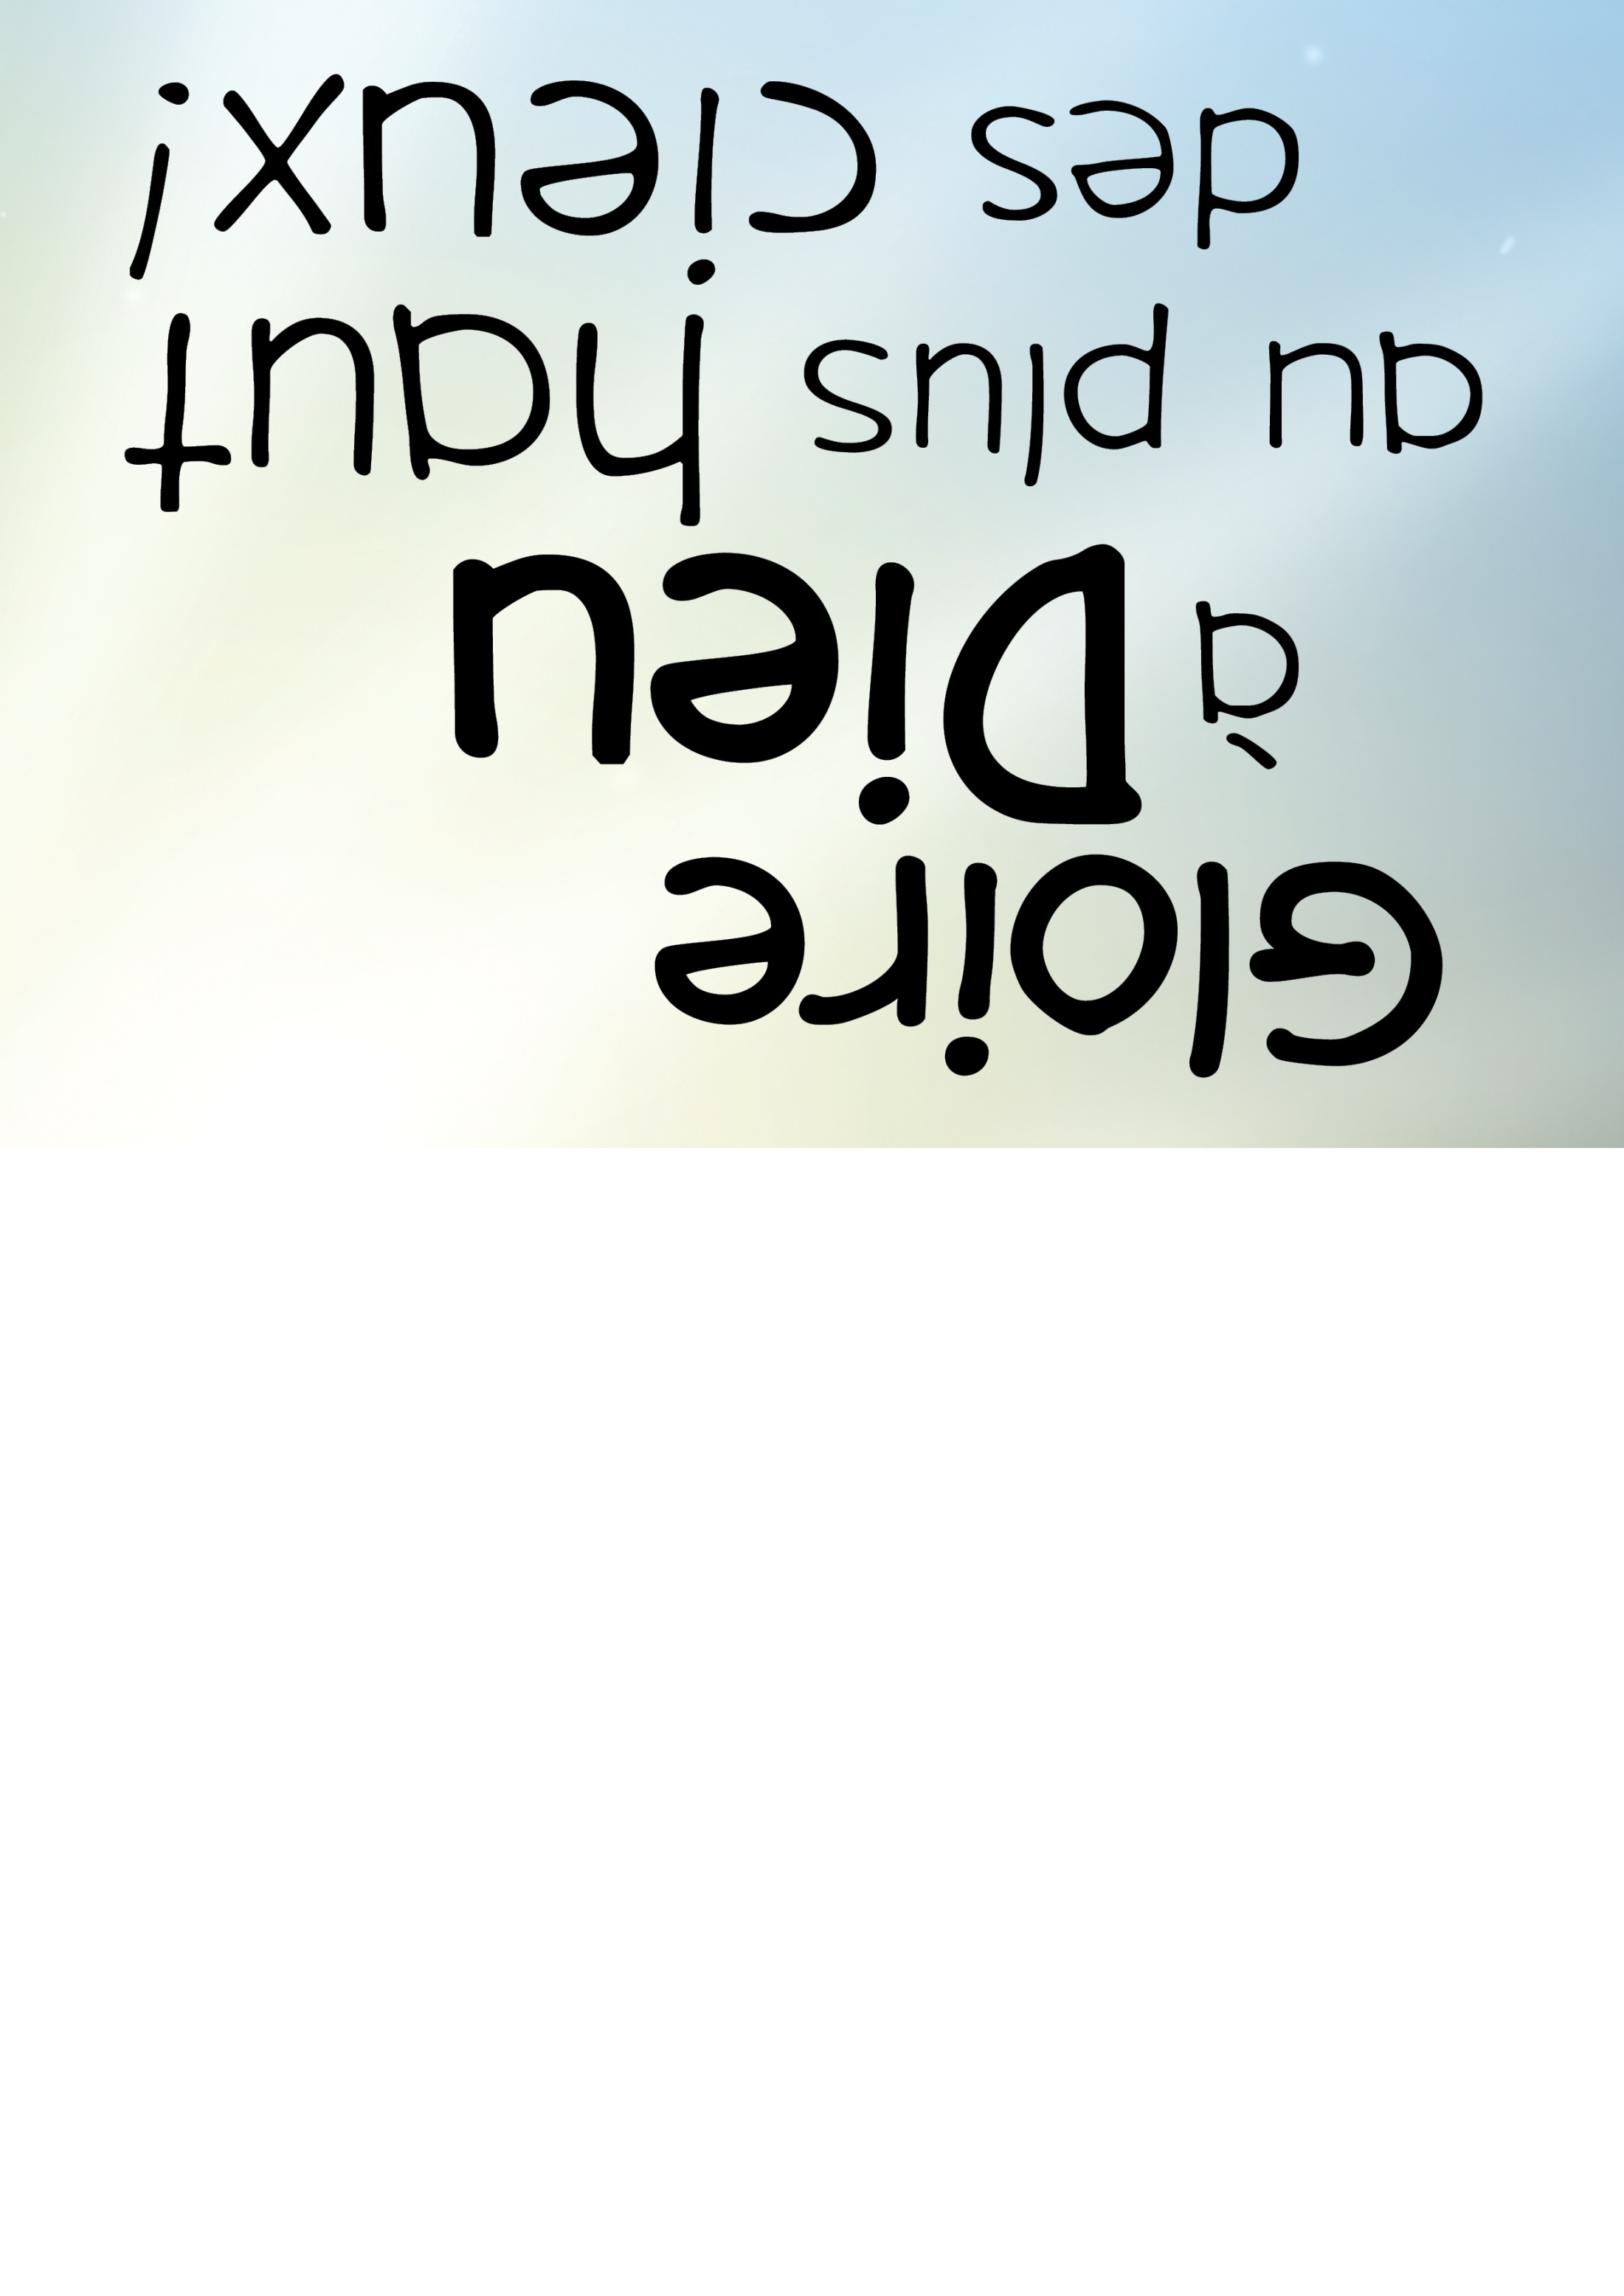 Gloire
à Dieu
au plus haut
des cieux!